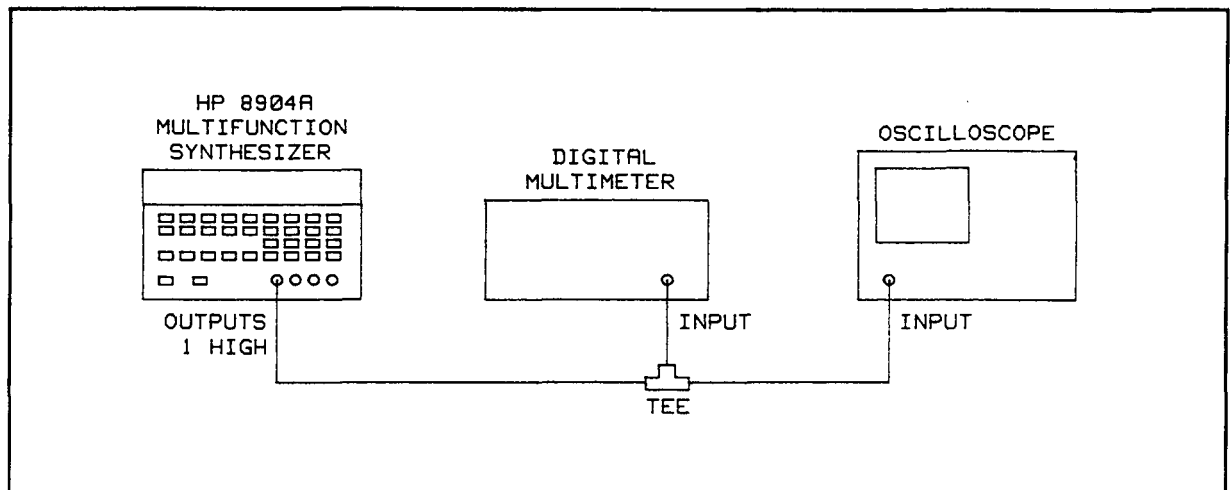 HP 8904A
MULTIFUNCTION
SYNTHESIZER
DIGITAL
MULTIMETER
OSCILLOSCOPE
OUTPUTS
1 HIGH
INPUT
INPUT
TEE